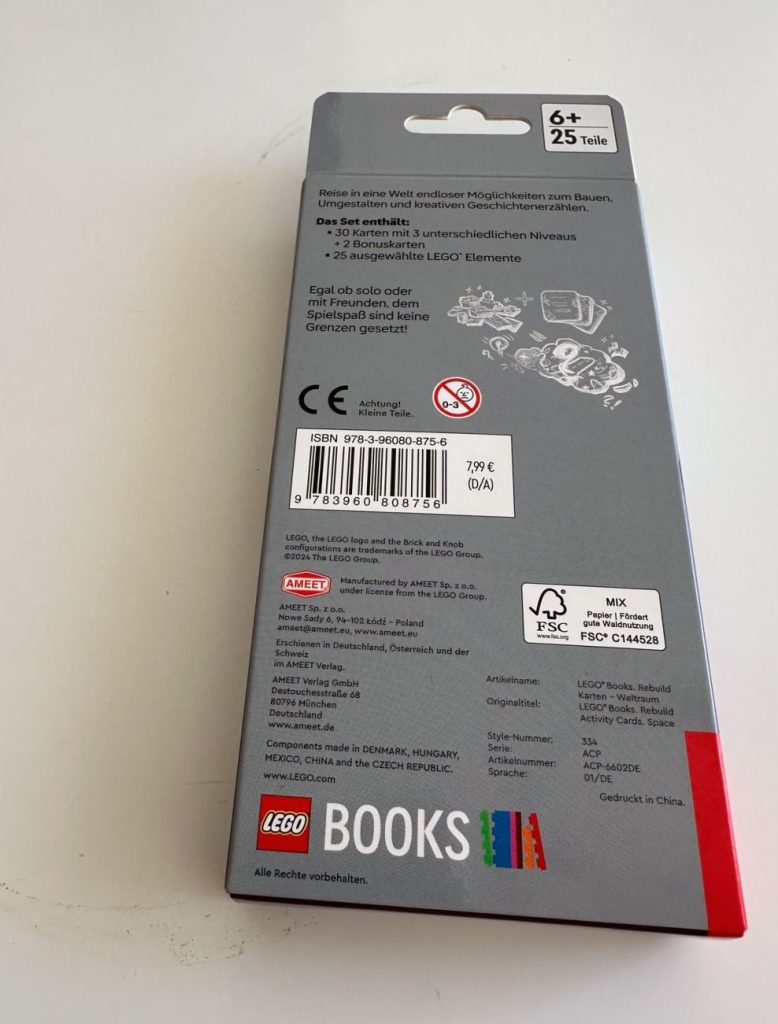 6+
25 Teile
Reise in eine Welt endloser Möglichkeiten zum Bauen,
Umgestalten und kreativen Geschichtenerzählen.
Das Set enthält:
• 30 Karten mit 3 unterschiedlichen Niveaus
+ 2 Bonuskarten
• 25 ausgewählte LEGO® Elemente
Egal ob solo oder
mit Freunden, dem
Spielspaß sind keine
Grenzen gesetzt!
CE
Achtung!
Kleine Teile.
0-3
ISBN 978-3-96080-875-6
9 783960 808756
7,99 €
(D/A)
LEGO, the LEGO logo and the Brick and Knob
configurations are trademarks of the LEGO Group.
©2024 The LEGO Group.
AMEET
Manufactured by AMEET Sp. z o.o.
under license from the LEGO Group.
AMEET Sp. z o.o.
Nowe Sady 6, 94-102 Łódź – Poland
ameet@ameet.eu, www.ameet.eu
Erschienen in Deutschland, Österreich und der
Schweiz
im AMEET Verlag.
AMEET Verlag GmbH
Destouchesstraße 68
80796 München
Deutschland
www.ameet.de
Components made in DENMARK, HUNGARY,
MEXICO, CHINA and the CZECH REPUBLIC.
www.LEGO.com
FSC
www.fsc.org
MIX
Papier | Fördert
gute Waldnutzung
FSC® C144528
Artikelname: LEGO® Books. Rebuild
Karten – Weltraum
Originaltitel: LEGO® Books. Rebuild
Activity Cards. Space
Style-Nummer: 334
Serie: ACP
Artikelnummer: ACP-6602DE
Sprache: 01/DE
Gedruckt in China.
LEGO BOOKS
Alle Rechte vorbehalten.